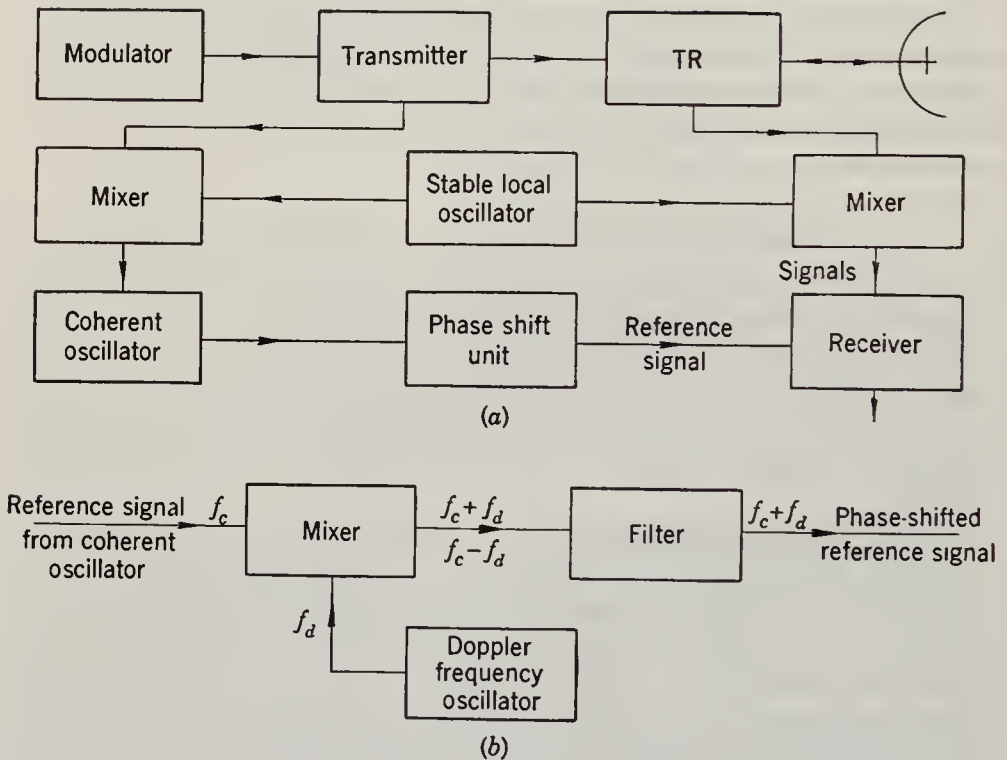 Modulator
Transmitter
TR
Mixer
Stable local
oscillator
Mixer
Signals
Coherent
oscillator
Phase shift
unit
Reference
signal
Receiver
(a)
Reference signal
from coherent
oscillator
f_c
Mixer
f_c + f_d
f_c − f_d
Filter
f_c + f_d
Phase-shifted
reference signal
f_d
Doppler
frequency
oscillator
(b)